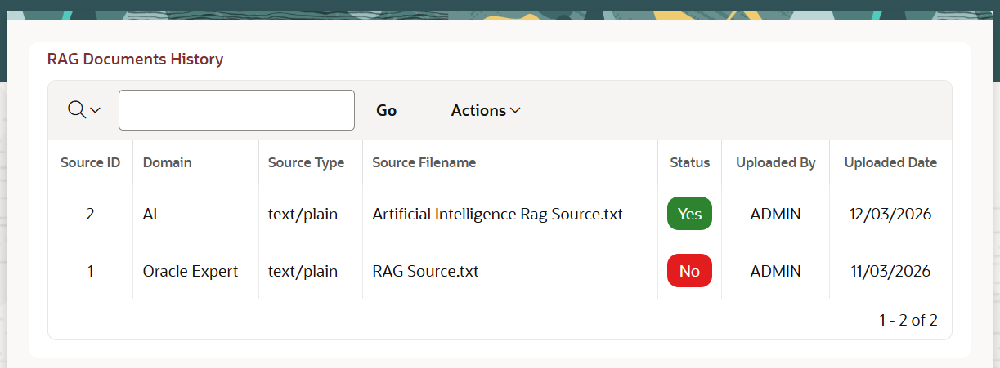 RAG Documents History
Go Actions
Source ID Domain Source Type Source Filename Status Uploaded By Uploaded Date
2 AI text/plain Artificial Intelligence Rag Source.txt Yes ADMIN 12/03/2026
1 Oracle Expert text/plain RAG Source.txt No ADMIN 11/03/2026
1 - 2 of 2